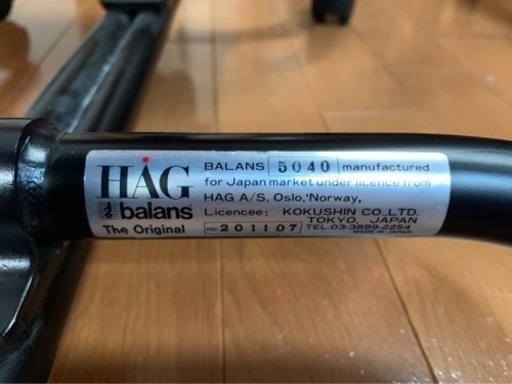 HÅG
balans
The Original
BALANS 5040 manufactured
for Japan market under licence from
HAG A/S, Oslo, Norway,
Licencee: KOKUSHIN CO., LTD.
TOKYO, JAPAN
NO. 201107 TEL.03-3899-2254
MADE IN JAPAN